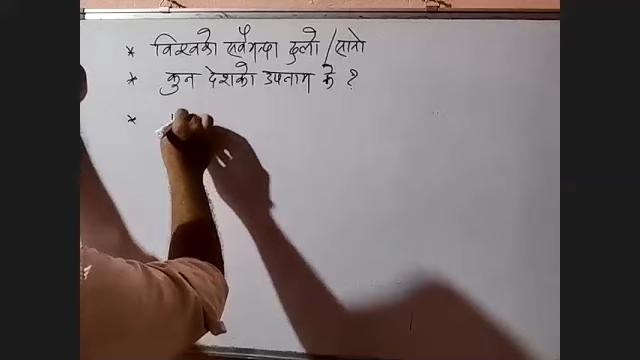 * विश्वको सबैभन्दा ठुलो / सानो
* कुन देशको उपनाम के ?
*